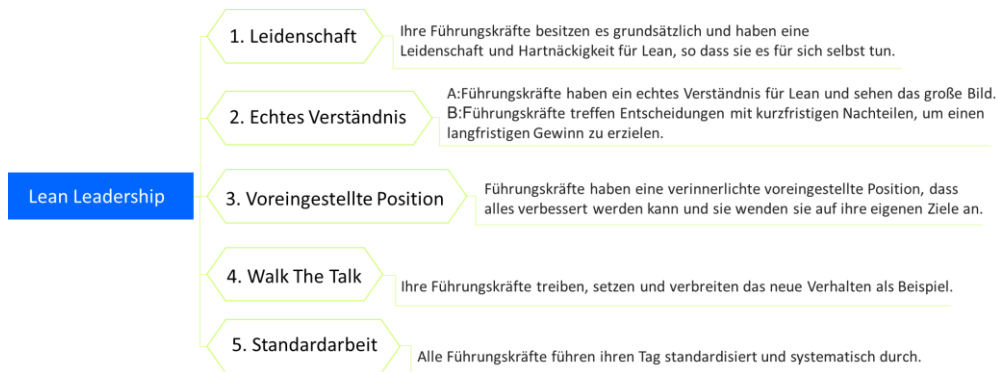 Lean Leadership
1. Leidenschaft
Ihre Führungskräfte besitzen es grundsätzlich und haben eine
Leidenschaft und Hartnäckigkeit für Lean, so dass sie es für sich selbst tun.
2. Echtes Verständnis
A:Führungskräfte haben ein echtes Verständnis für Lean und sehen das große Bild.
B:Führungskräfte treffen Entscheidungen mit kurzfristigen Nachteilen, um einen
langfristigen Gewinn zu erzielen.
3. Voreingestellte Position
Führungskräfte haben eine verinnerlichte voreingestellte Position, dass
alles verbessert werden kann und sie wenden sie auf ihre eigenen Ziele an.
4. Walk The Talk
Ihre Führungskräfte treiben, setzen und verbreiten das neue Verhalten als Beispiel.
5. Standardarbeit
Alle Führungskräfte führen ihren Tag standardisiert und systematisch durch.